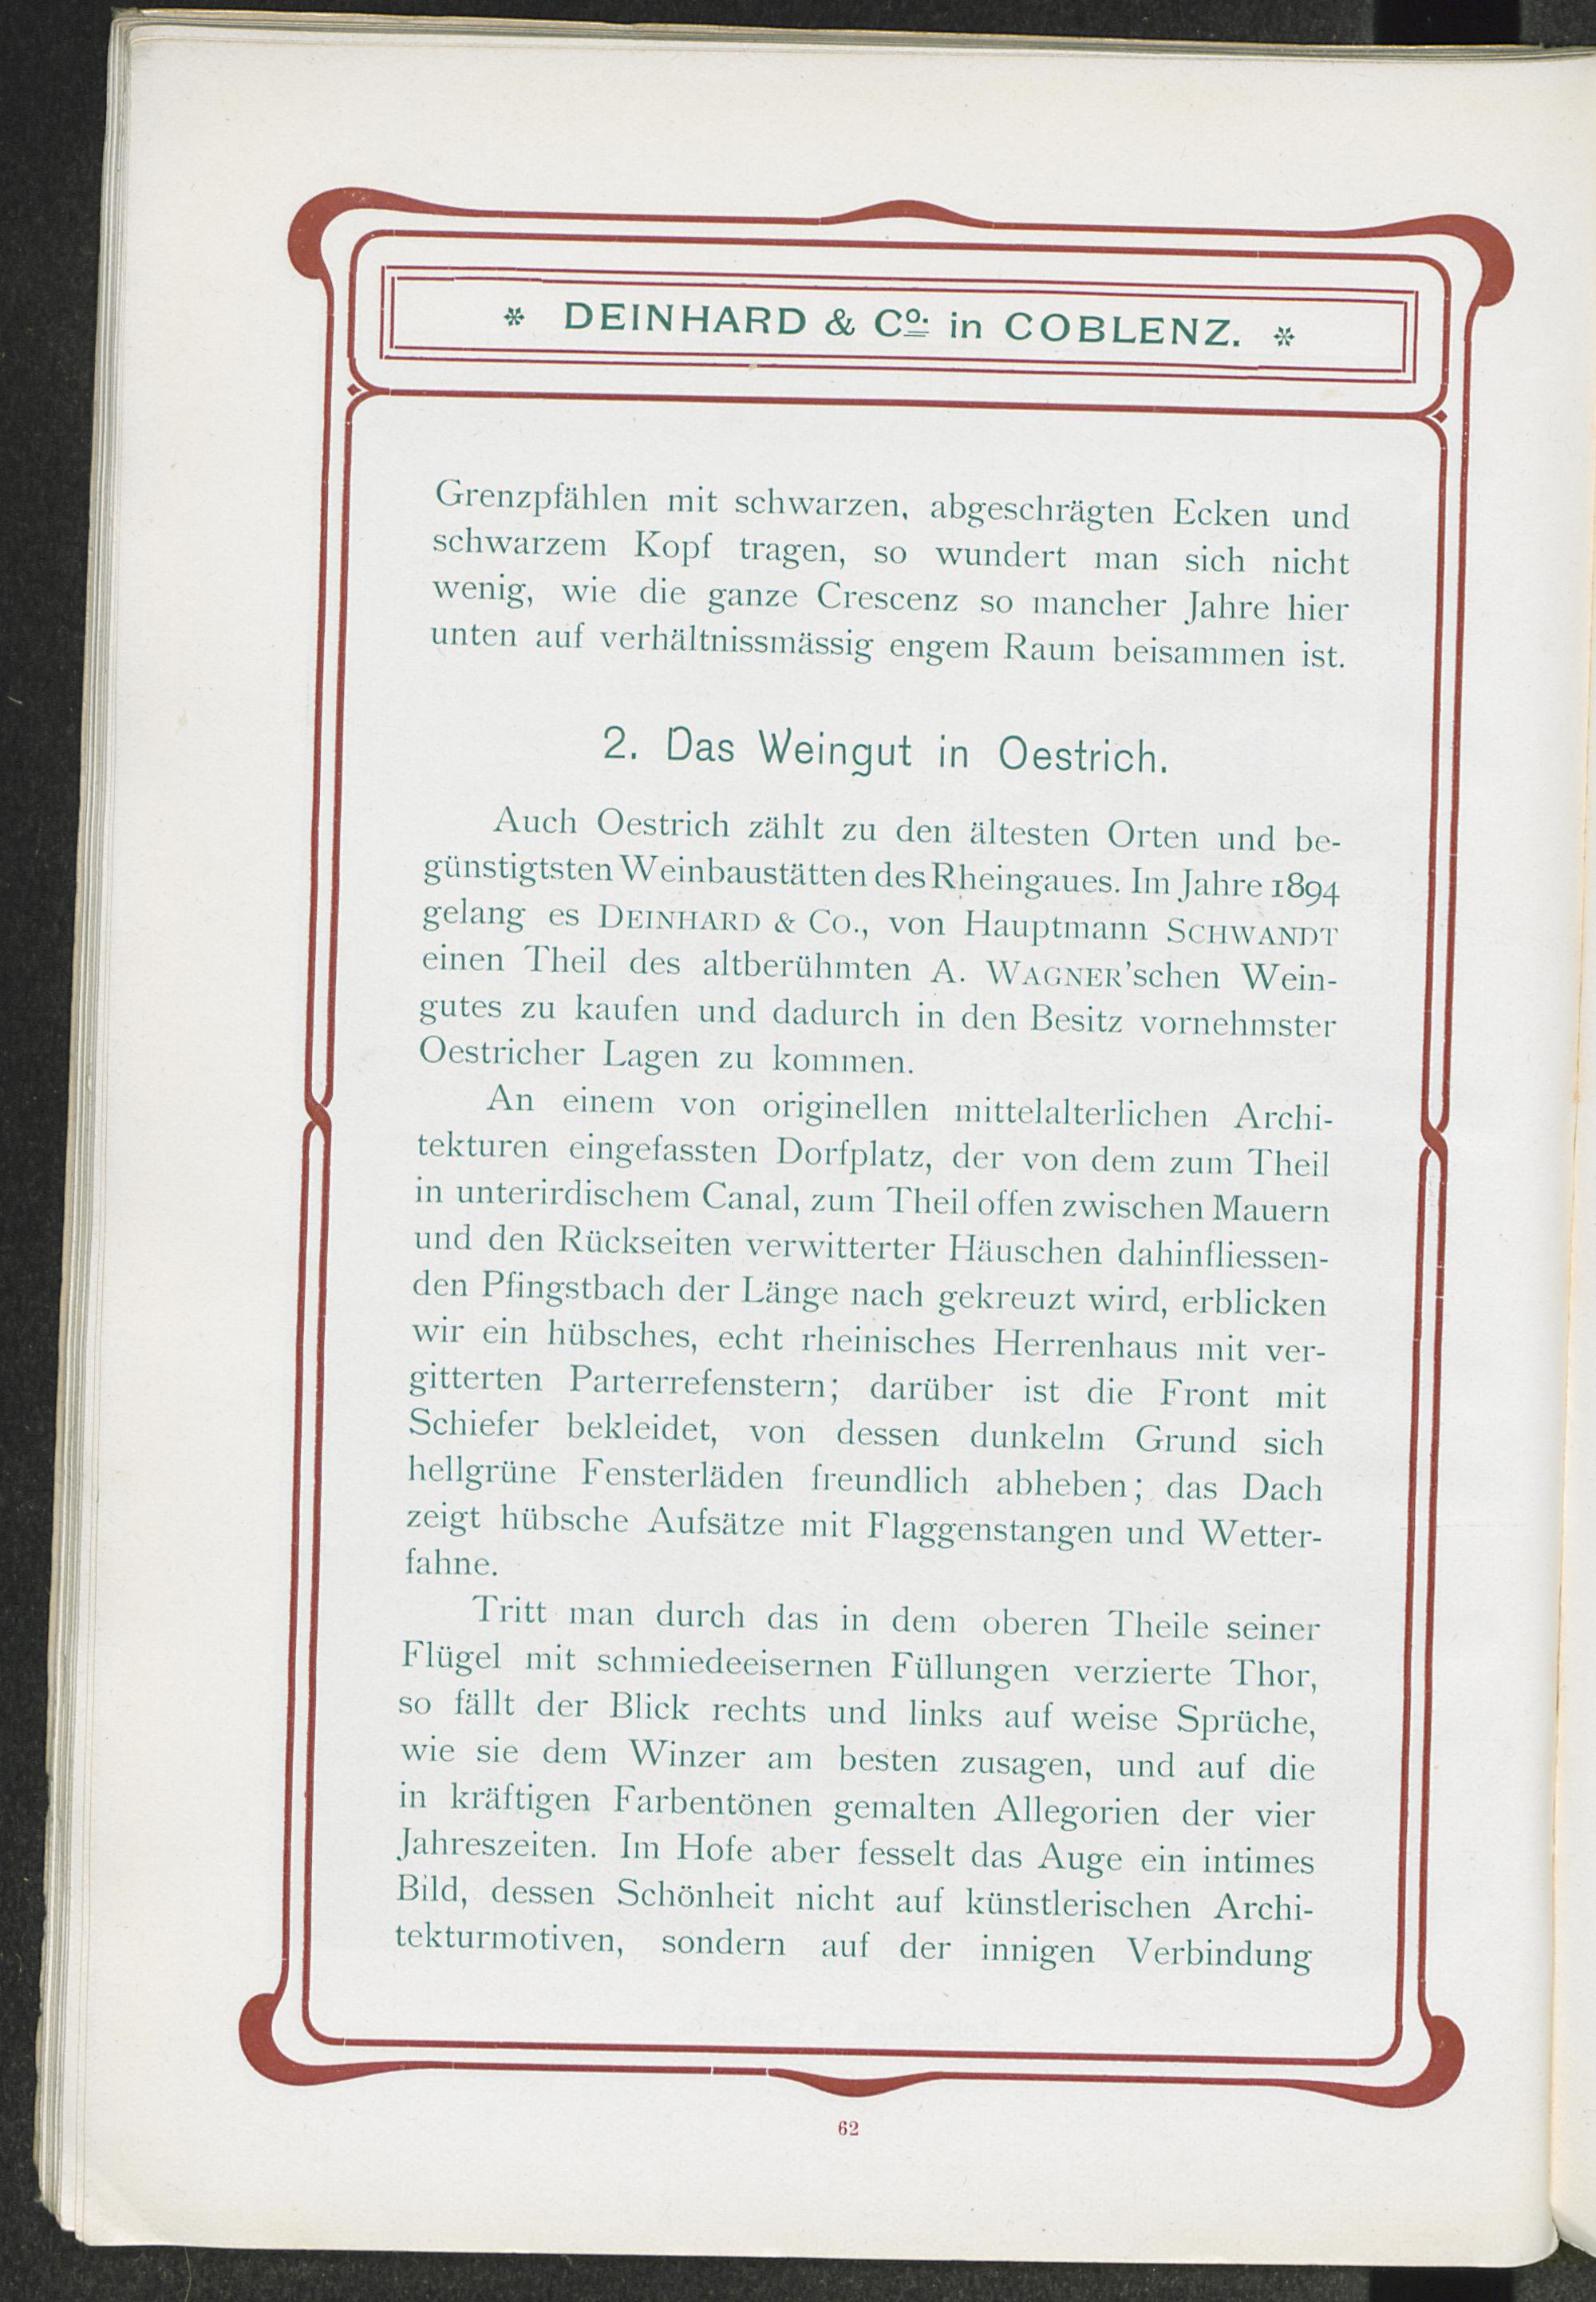 * DEINHARD & Co. in COBLENZ. *
Grenzpfählen mit schwarzen, abgeschrägten Ecken und
schwarzem Kopf tragen, so wundert man sich nicht
wenig, wie die ganze Crescenz so mancher Jahre hier
unten auf verhältnissmässig engem Raum beisammen ist.
2. Das Weingut in Oestrich.
Auch Oestrich zählt zu den ältesten Orten und be-
günstigtsten Weinbaustätten des Rheingaues. Im Jahre 1894
gelang es DEINHARD & CO., von Hauptmann SCHWANDT
einen Theil des altberühmten A. WAGNER'schen Wein-
gutes zu kaufen und dadurch in den Besitz vornehmster
Oestricher Lagen zu kommen.
An einem von originellen mittelalterlichen Archi-
tekturen eingefassten Dorfplatz, der von dem zum Theil
in unterirdischem Canal, zum Theil offen zwischen Mauern
und den Rückseiten verwitterter Häuschen dahinfliessen-
den Pfingstbach der Länge nach gekreuzt wird, erblicken
wir ein hübsches, echt rheinisches Herrenhaus mit ver-
gitterten Parterrefenstern; darüber ist die Front mit
Schiefer bekleidet, von dessen dunkelm Grund sich
hellgrüne Fensterläden freundlich abheben; das Dach
zeigt hübsche Aufsätze mit Flaggenstangen und Wetter-
fahne.
Tritt man durch das in dem oberen Theile seiner
Flügel mit schmiedeeisernen Füllungen verzierte Thor,
so fällt der Blick rechts und links auf weise Sprüche,
wie sie dem Winzer am besten zusagen, und auf die
in kräftigen Farbentönen gemalten Allegorien der vier
Jahreszeiten. Im Hofe aber fesselt das Auge ein intimes
Bild, dessen Schönheit nicht auf künstlerischen Archi-
tekturmotiven, sondern auf der innigen Verbindung
62